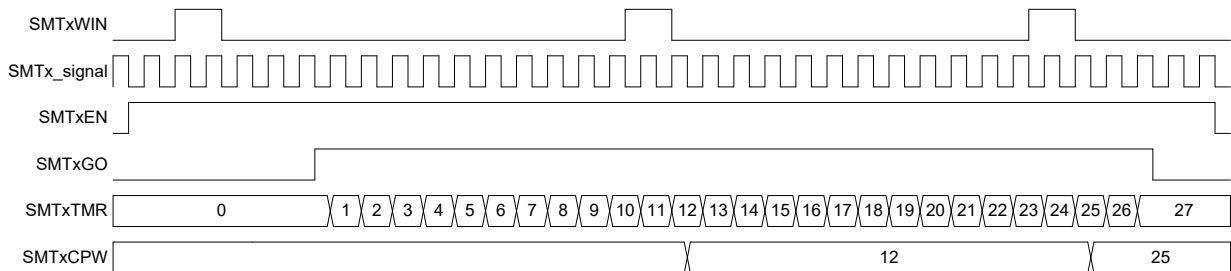 SMTxWIN
SMTx_signal
SMTxEN
SMTxGO
SMTxTMR 0 1 2 3 4 5 6 7 8 9 10 11 12 13 14 15 16 17 18 19 20 21 22 23 24 25 26 27
SMTxCPW 12 25